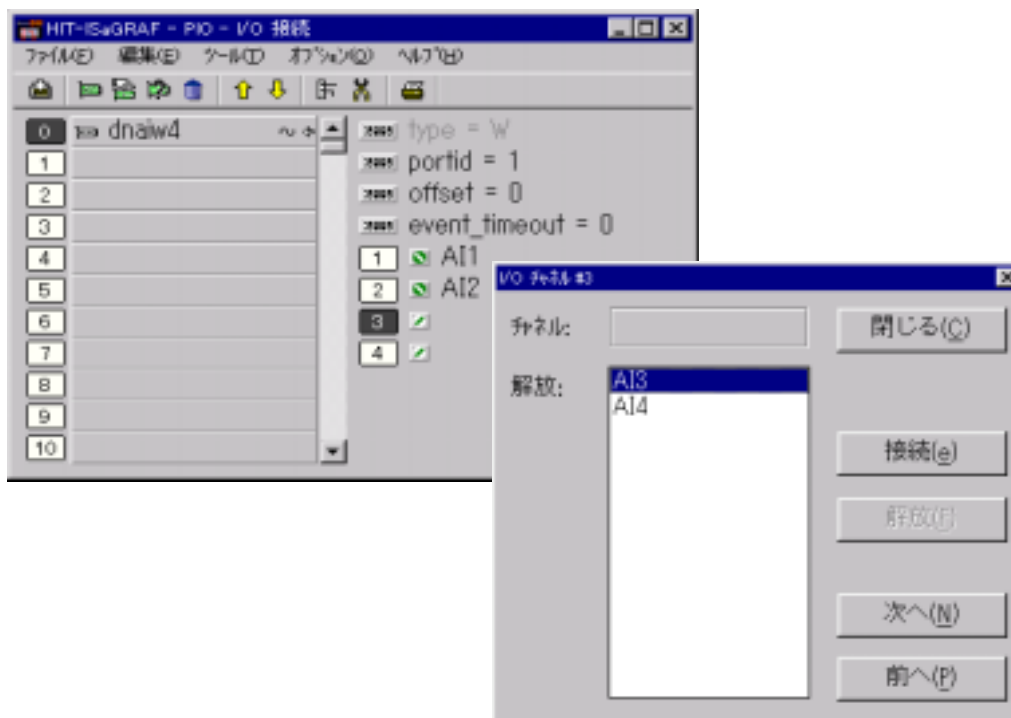 HIT-ISaGRAF - PIO - I/O 接続
ファイル(F) 編集(E) ツール(T) オプション(O) ヘルプ(H)
0 dnaiw4
1
2
3
4
5
6
7
8
9
10
type = W
portid = 1
offset = 0
event_timeout = 0
1 AI1
2 AI2
3
4
I/O チャネル #3
チャネル:
閉じる(C)
解放:
AI3
AI4
接続(e)
解放(F)
次へ(N)
前へ(P)